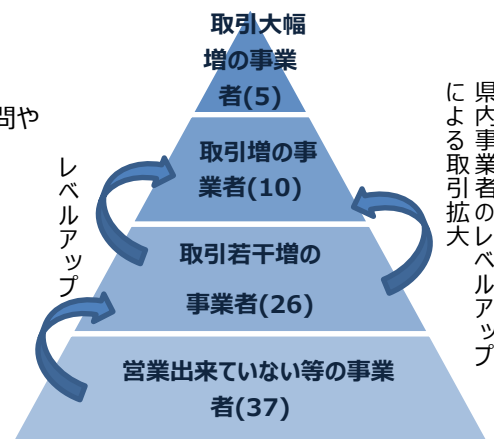 取引大幅
増の事業
者(5)
問や
取引増の事
業者(10)
レベルアップ
県内事業者のレベルアップ
による取引拡大
取引若干増の
事業者(26)
営業出来ていない等の事業
者(37)